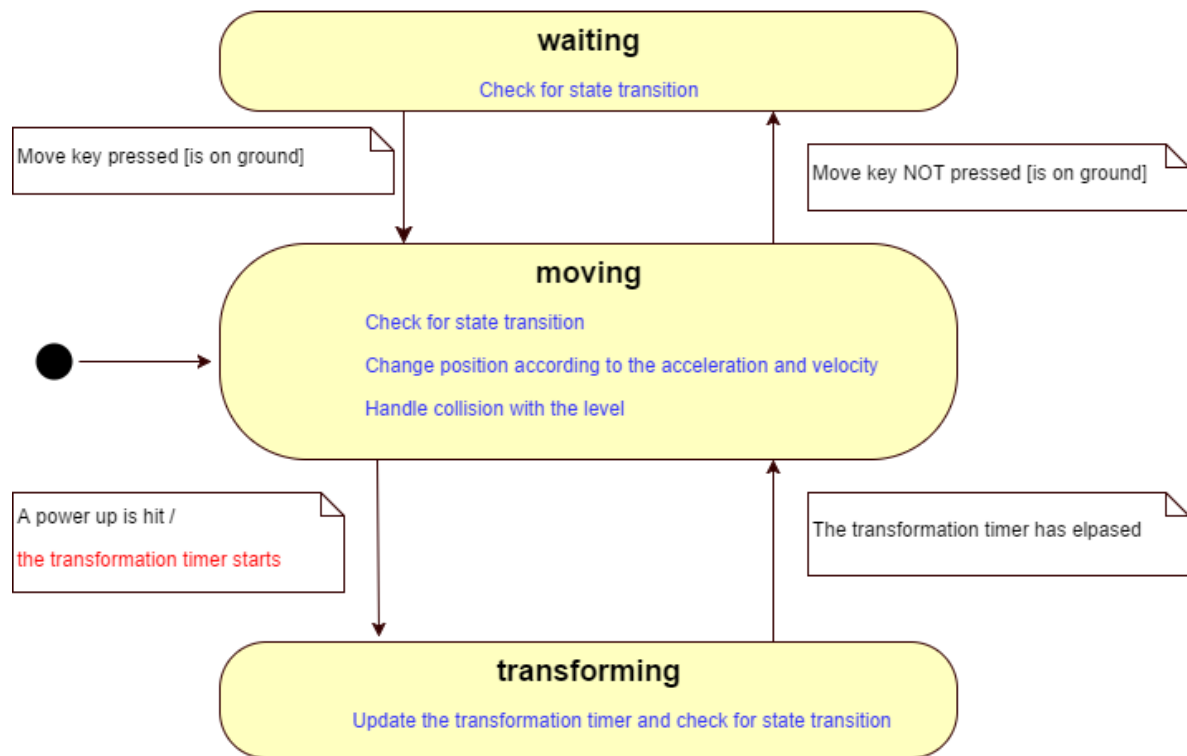 waiting
Check for state transition
Move key pressed [is on ground]
Move key NOT pressed [is on ground]
moving
Check for state transition
Change position according to the acceleration and velocity
Handle collision with the level
A power up is hit /
the transformation timer starts
The transformation timer has elpased
transforming
Update the transformation timer and check for state transition